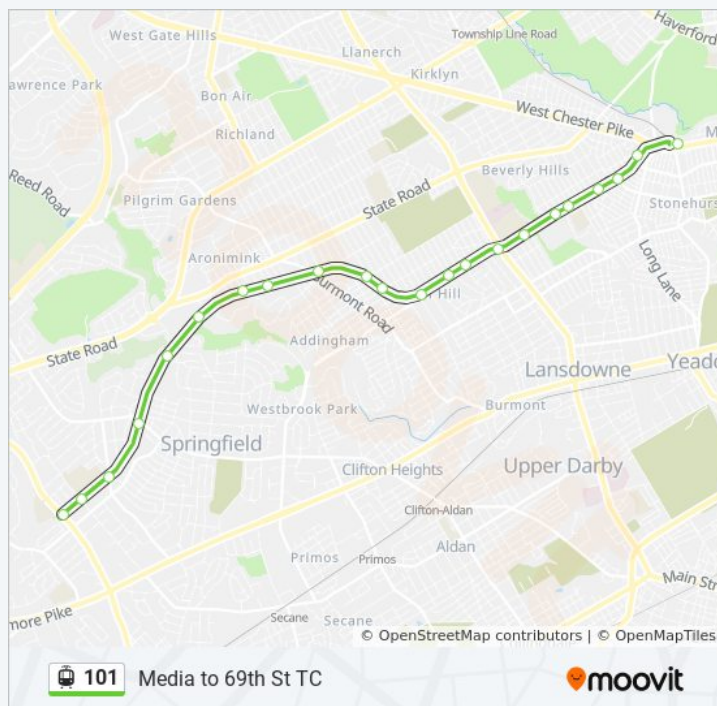 Haverford
West Gate Hills
Township Line Road
Llanerch
Kirklyn
Lawrence Park
Bon Air
West Chester Pike
Richland
Beverly Hills
Reed Road
Pilgrim Gardens
State Road
Stonehurs
Aronimink
Long Lane
Burmont Road
Hill
State Road
Addingham
Lansdowne
Yeado
Westbrook Park
Burmont
Springfield
Clifton Heights
Upper Darby
Clifton-Aldan
Aldan
Primos
Primos
Main St
more Pike
Secane
Secane
© OpenStreetMap contributors | © OpenMapTiles
101 Media to 69th St TC
moovit